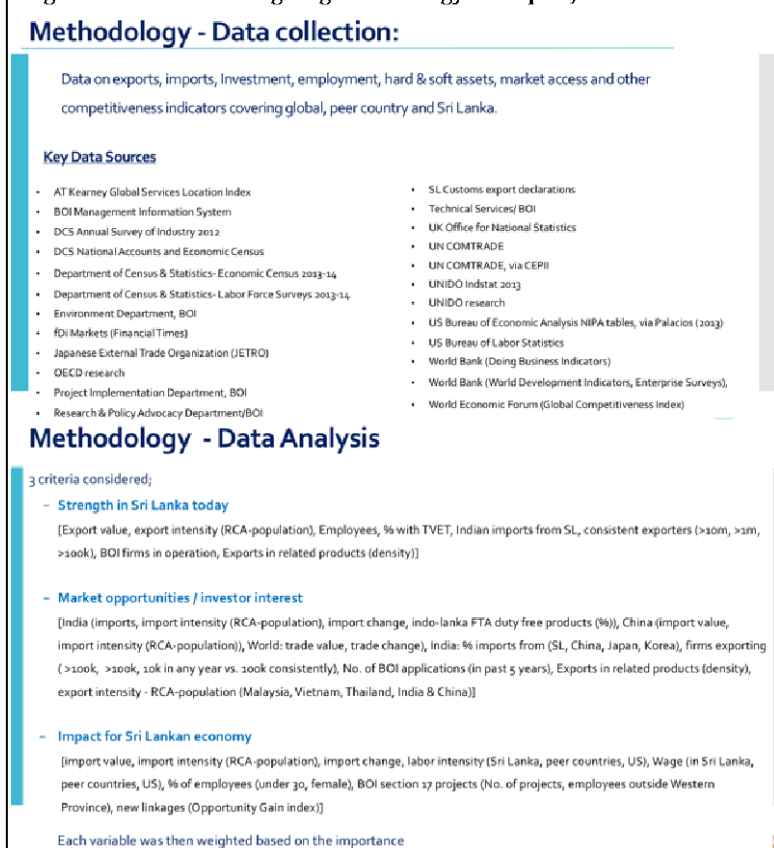 Methodology - Data collection:
Data on exports, imports, Investment, employment, hard & soft assets, market access and other
competitiveness indicators covering global, peer country and Sri Lanka.
Key Data Sources
• AT Kearney Global Services Location Index
• BOI Management Information System
• DCS Annual Survey of Industry 2012
• DCS National Accounts and Economic Census
• Department of Census & Statistics- Economic Census 2013-14
• Department of Census & Statistics- Labor Force Surveys 2013-14
• Environment Department, BOI
• fDi Markets (Financial Times)
• Japanese External Trade Organization (JETRO)
• OECD research
• Project Implementation Department, BOI
• Research & Policy Advocacy Department/BOI
• SL Customs export declarations
• Technical Services/ BOI
• UK Office for National Statistics
• UN COMTRADE
• UN COMTRADE, via CEPII
• UNIDO Indstat 2013
• UNIDO research
• US Bureau of Economic Analysis NIPA tables, via Palacios (2013)
• US Bureau of Labor Statistics
• World Bank (Doing Business Indicators)
• World Bank (World Development Indicators, Enterprise Surveys),
• World Economic Forum (Global Competitiveness Index)
Methodology - Data Analysis
3 criteria considered;
– Strength in Sri Lanka today
[Export value, export intensity (RCA-population), Employees, % with TVET, Indian imports from SL, consistent exporters (>10m, >1m,
>100k), BOI firms in operation, Exports in related products (density)]
– Market opportunities / investor interest
[India (imports, import intensity (RCA-population), import change, indo-lanka FTA duty free products (%)), China (import value,
import intensity (RCA-population)), World: trade value, trade change), India: % imports from (SL, China, Japan, Korea), firms exporting
(>100k, >100k, 10k in any year vs. 100k consistently), No. of BOI applications (in past 5 years), Exports in related products (density),
export intensity - RCA-population (Malaysia, Vietnam, Thailand, India & China)]
– Impact for Sri Lankan economy
[import value, import intensity (RCA-population), import change, labor intensity (Sri Lanka, peer countries, US), Wage (in Sri Lanka,
peer countries, US), % of employees (under 30, female), BOI section 17 projects (No. of projects, employees outside Western
Province), new linkages (Opportunity Gain index)]
Each variable was then weighted based on the importance